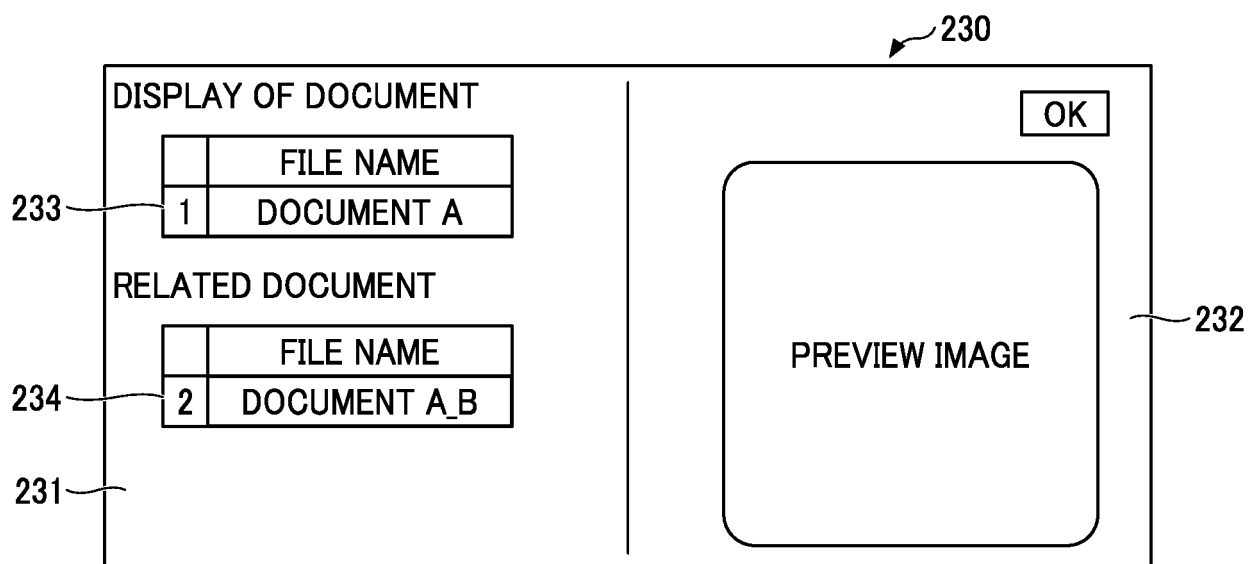 230
DISPLAY OF DOCUMENT
OK
FILE NAME
233
1 DOCUMENT A
RELATED DOCUMENT
232
FILE NAME
PREVIEW IMAGE
234
2 DOCUMENT A_B
231